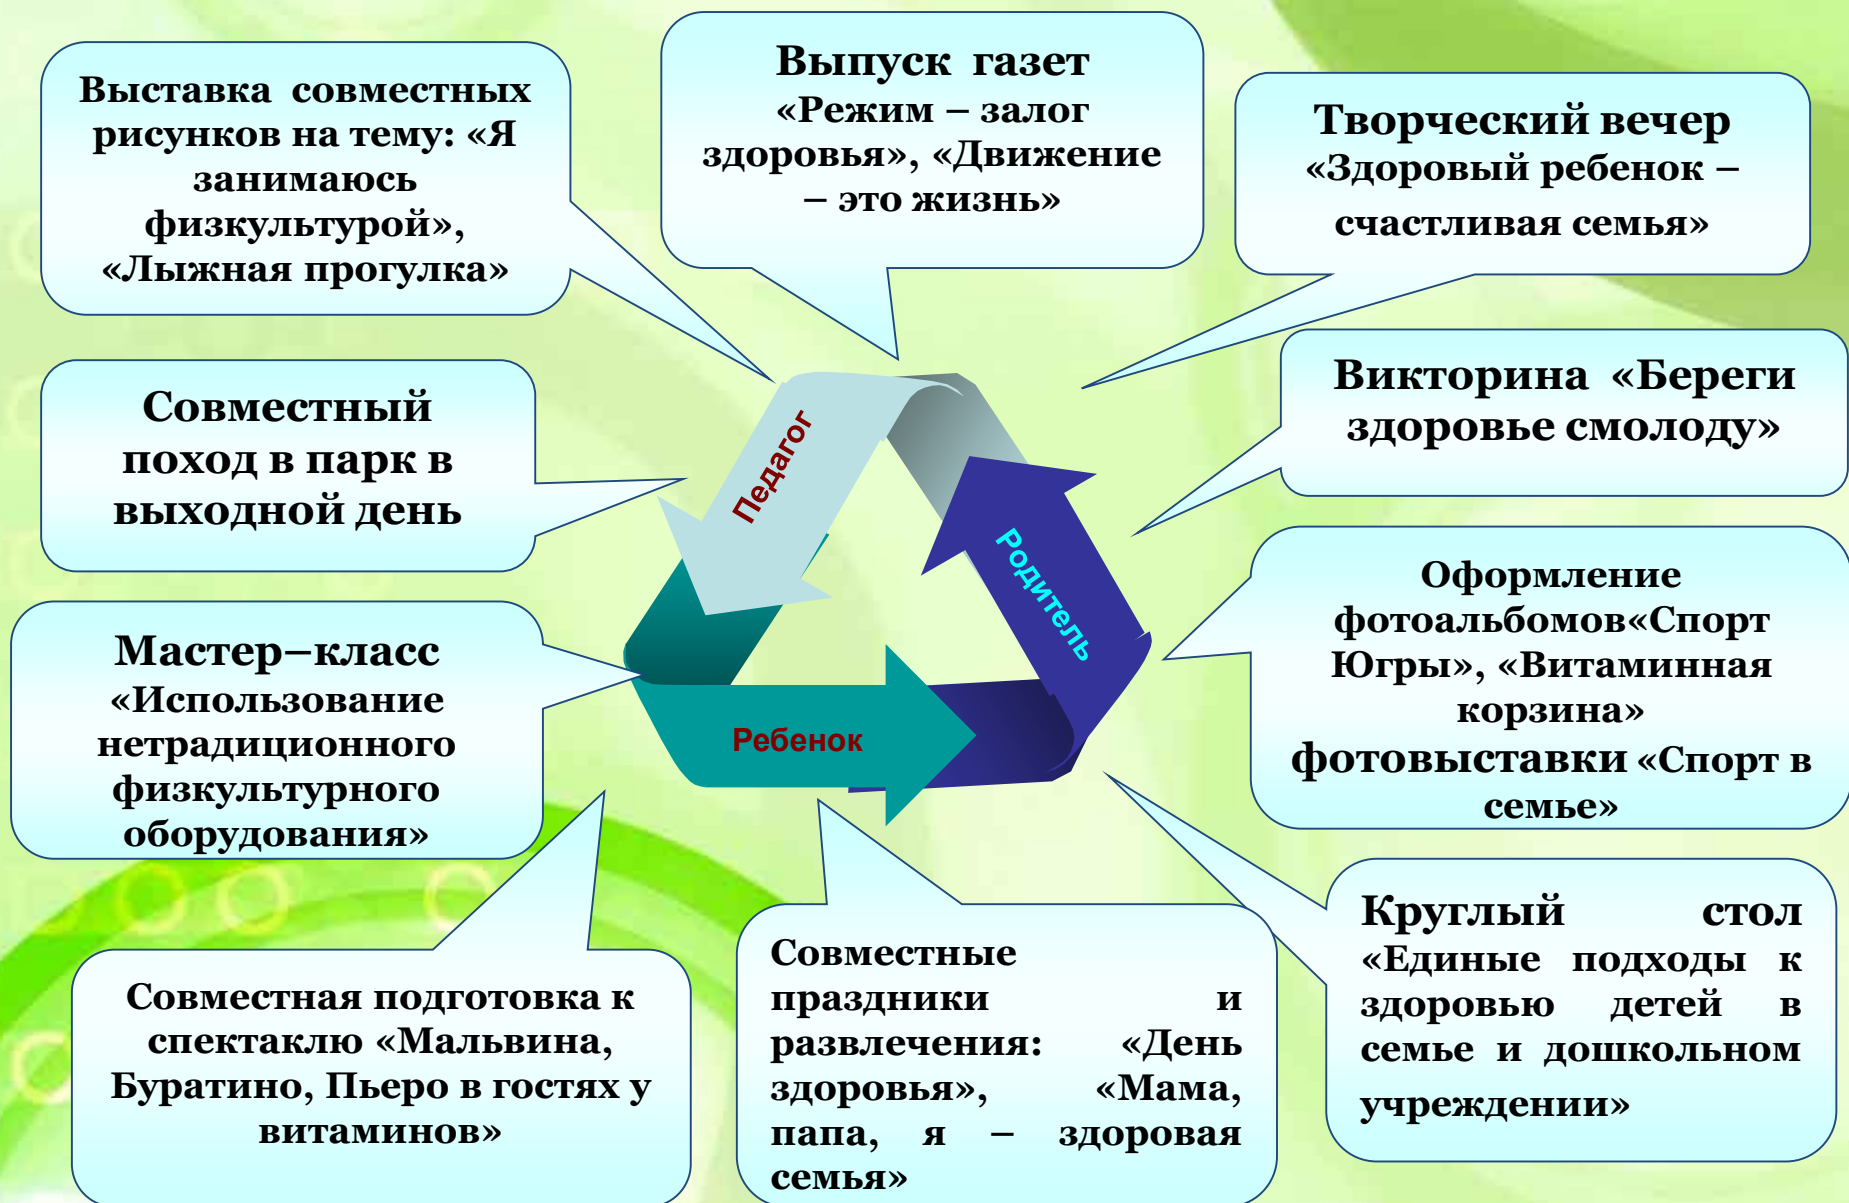 Выставка совместных
рисунков на тему: «Я
занимаюсь
физкультурой»,
«Лыжная прогулка»
Выпуск газет
«Режим – залог
здоровья», «Движение
– это жизнь»
Творческий вечер
«Здоровый ребенок –
счастливая семья»
Совместный
поход в парк в
выходной день
Викторина «Береги
здоровье смолоду»
Педагог
Родитель
Ребенок
Мастер–класс
«Использование
нетрадиционного
физкультурного
оборудования»
Оформление
фотоальбомов«Спорт
Югры», «Витаминная
корзина»
фотовыставки «Спорт в
семье»
Совместная подготовка к
спектаклю «Мальвина,
Буратино, Пьеро в гостях у
витаминов»
Совместные
праздники и
развлечения: «День
здоровья», «Мама,
папа, я – здоровая
семья»
Круглый стол
«Единые подходы к
здоровью детей в
семье и дошкольном
учреждении»